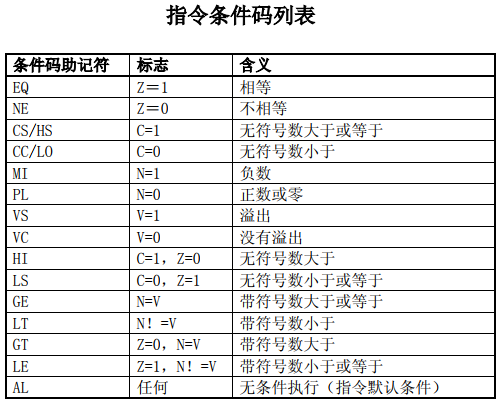 指令条件码列表
条件码助记符 标志 含义
EQ Z＝1 相等
NE Z＝0 不相等
CS/HS C=1 无符号数大于或等于
CC/LO C=0 无符号数小于
MI N=1 负数
PL N=0 正数或零
VS V=1 溢出
VC V=0 没有溢出
HI C=1，Z=0 无符号数大于
LS C=0，Z=1 无符号数小于或等于
GE N=V 带符号数大于或等于
LT N！=V 带符号数小于
GT Z=0，N=V 带符号数大于
LE Z=1，N！=V 带符号数小于或等于
AL 任何 无条件执行（指令默认条件）